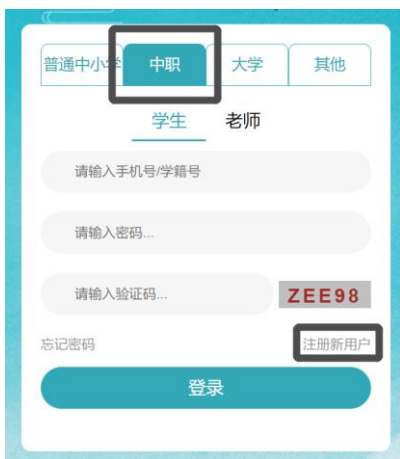 普通中小学 中职 大学 其他
学生 老师
请输入手机号/学籍号
请输入密码...
请输入验证码... ZEE98
忘记密码 注册新用户
登录